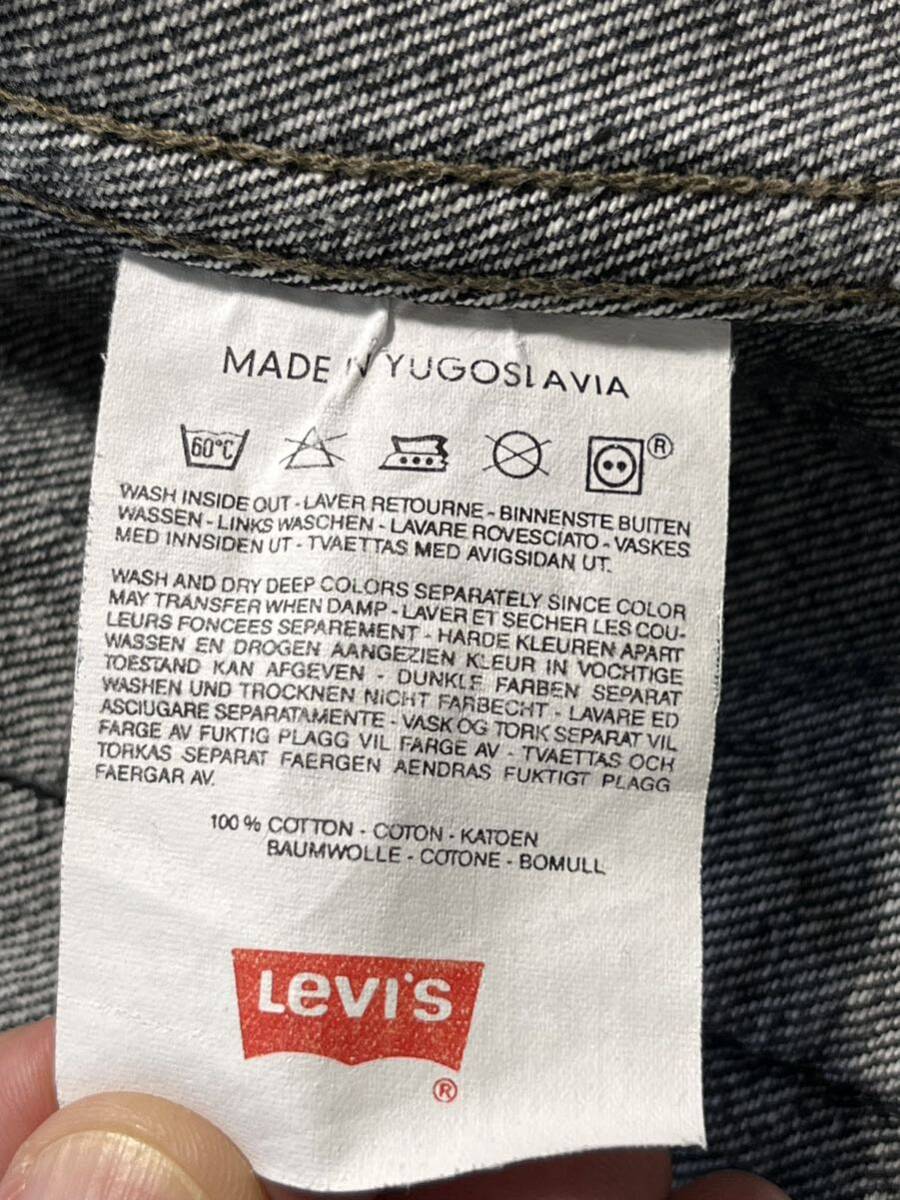 MADE IN YUGOSLAVIA
60°C ®
WASH INSIDE OUT - LAVER RETOURNE - BINNENSTE BUITEN
WASSEN - LINKS WASCHEN - LAVARE ROVESCIATO - VASKES
MED INNSIDEN UT - TVAETTAS MED AVIGSIDAN UT.
WASH AND DRY DEEP COLORS SEPARATELY SINCE COLOR
MAY TRANSFER WHEN DAMP - LAVER ET SECHER LES COU-
LEURS FONCEES SEPAREMENT - HARDE KLEUREN APART
WASSEN EN DROGEN AANGEZIEN KLEUR IN VOCHTIGE
TOESTAND KAN AFGEVEN - DUNKLE FARBEN SEPARAT
WASHEN UND TROCKNEN NICHT FARBECHT - LAVARE ED
ASCIUGARE SEPARATAMENTE - VASK OG TORK SEPARAT VIL
FARGE AV FUKTIG PLAGG VIL FARGE AV - TVAETTAS OCH
TORKAS SEPARAT FAERGEN AENDRAS FUKTIGT PLAGG
FAERGAR AV.
100 % COTTON - COTON - KATOEN
BAUMWOLLE - COTONE - BOMULL
Levi's
®